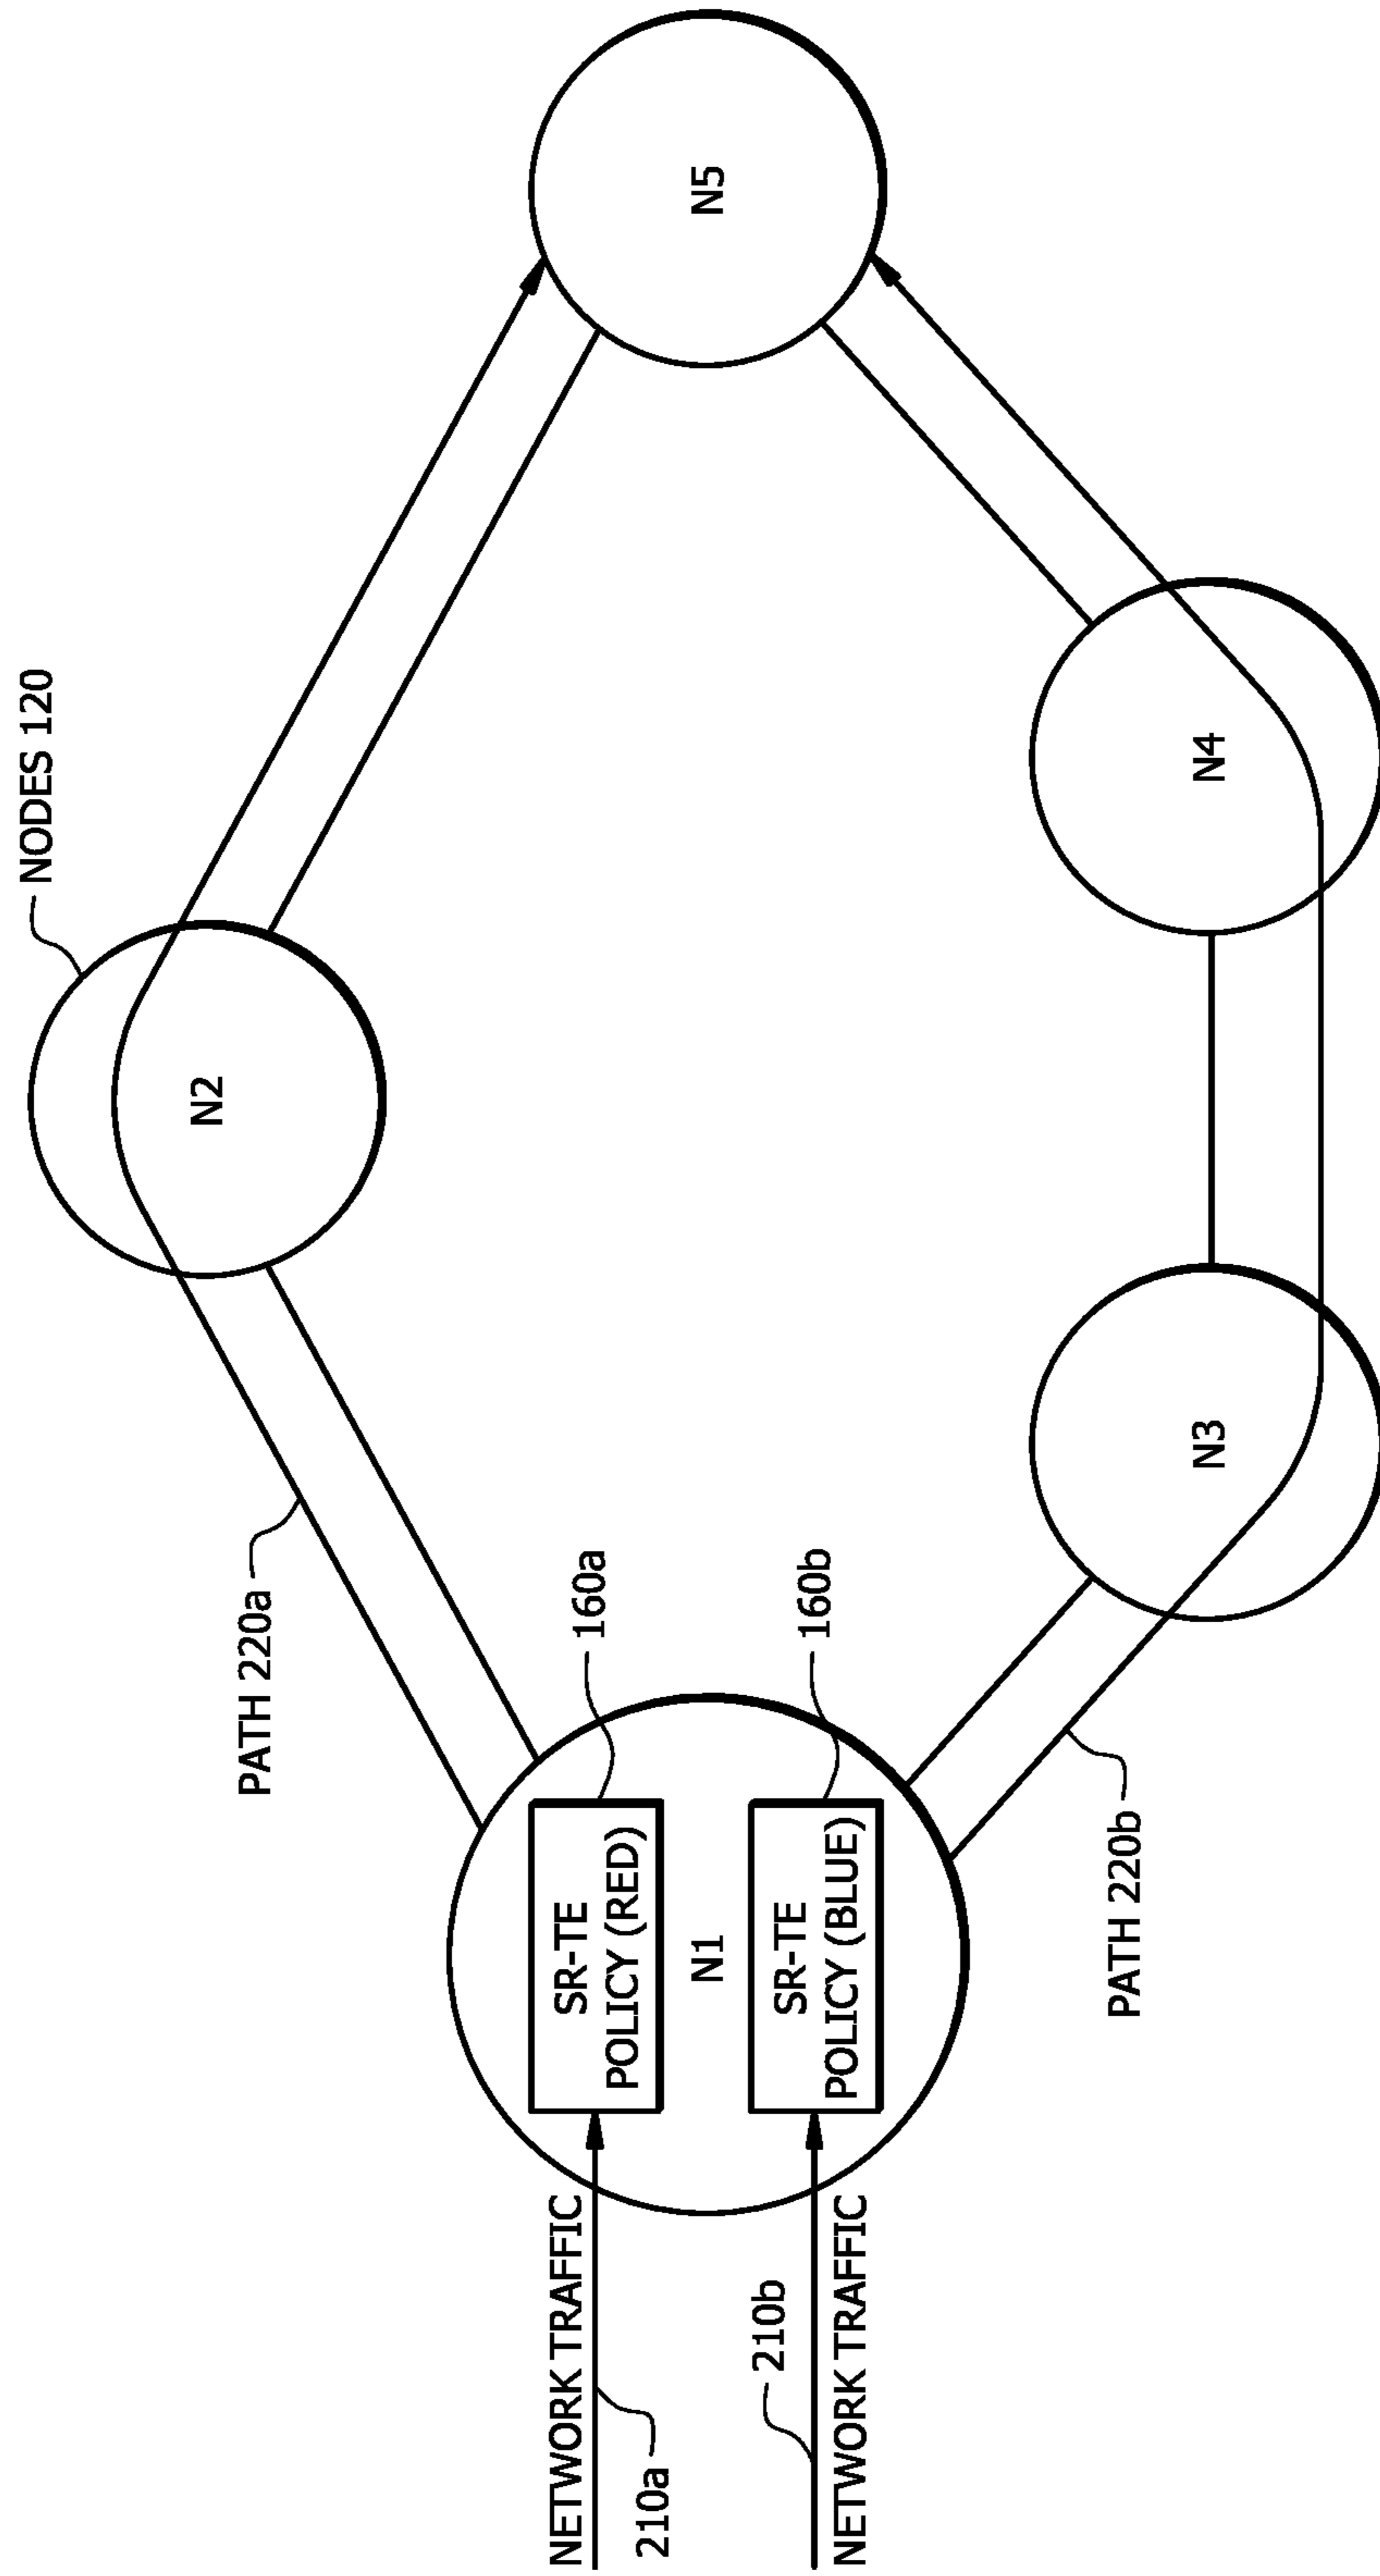 NODES 120
N2
PATH 220a
NETWORK TRAFFIC
210a
SR-TE
POLICY (RED)
160a
N1
N5
210b
NETWORK TRAFFIC
SR-TE
POLICY (BLUE)
160b
PATH 220b
N3
N4